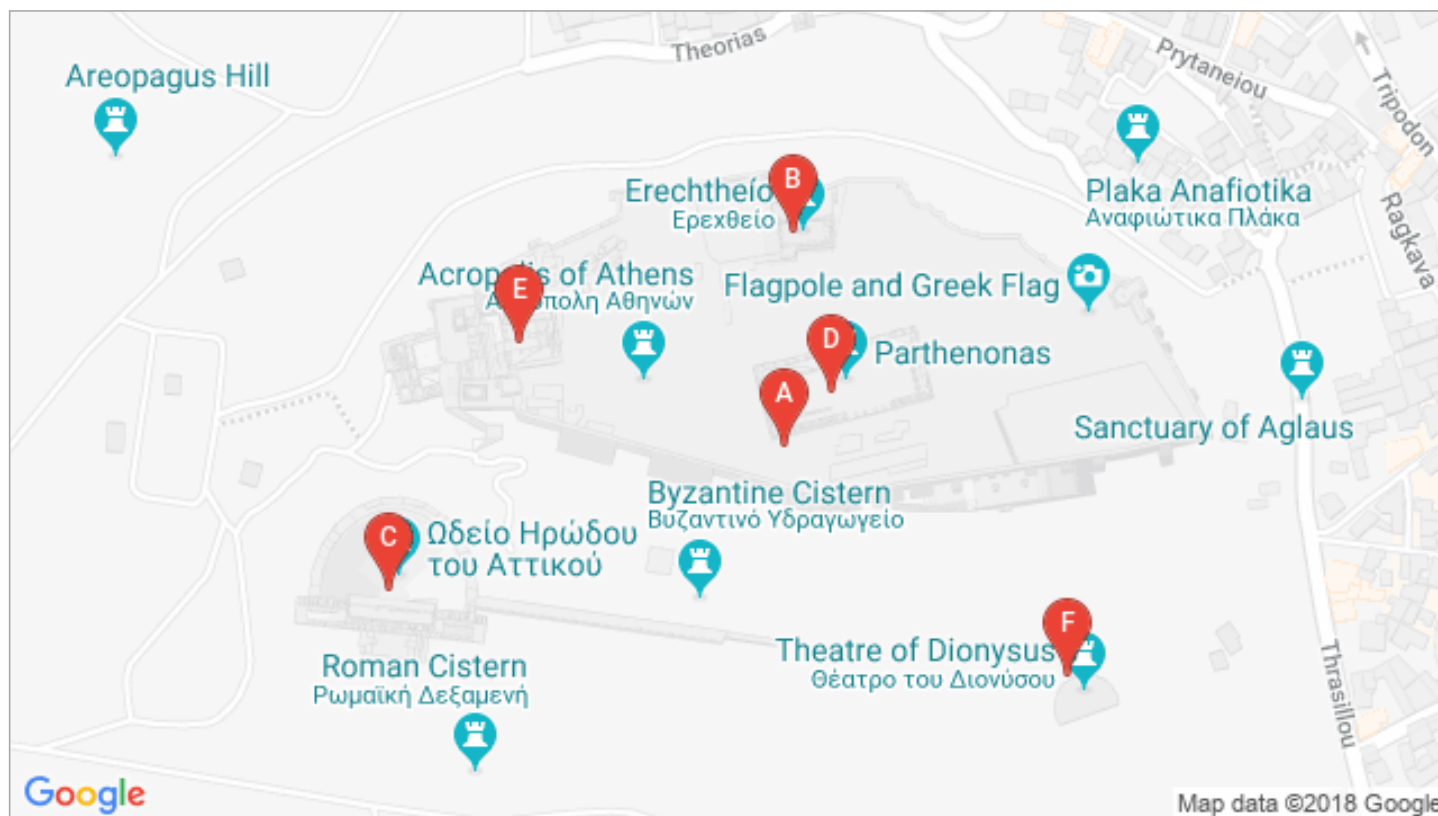 Theorias
Prytaneiou
Tripodon
Areopagus Hill
B
Erechtheío
Ερεχθείο
Plaka Anafiotika
Αναφιώτικα Πλάκα
Ragkava
Acropolis of Athens
E
Flagpole and Greek Flag
D
Parthenonas
A
Sanctuary of Aglaus
Byzantine Cistern
Βυζαντινό Υδραγωγείο
C
Ωδείο Ηρώδου
του Αττικού
F
Theatre of Dionysus
Θέατρο του Διονύσου
Roman Cistern
Ρωμαϊκή Δεξαμενή
Thrasillou
Google
Map data ©2018 Google